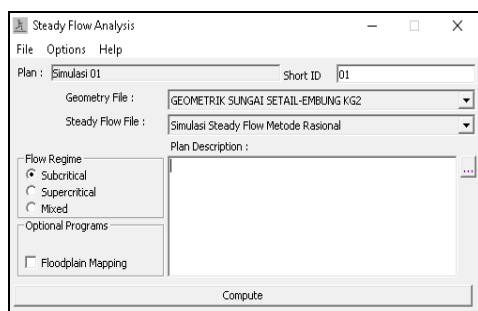 Steady Flow Analysis
File Options Help
Plan : Simulasi 01 Short ID 01
Geometry File : GEOMETRIK SUNGAI SETAIL-EMBUNG KG2
Steady Flow File : Simulasi Steady Flow Metode Rasional
Plan Description :
Flow Regime
Subcritical
Supercritical
Mixed
Optional Programs
Floodplain Mapping
...
Compute